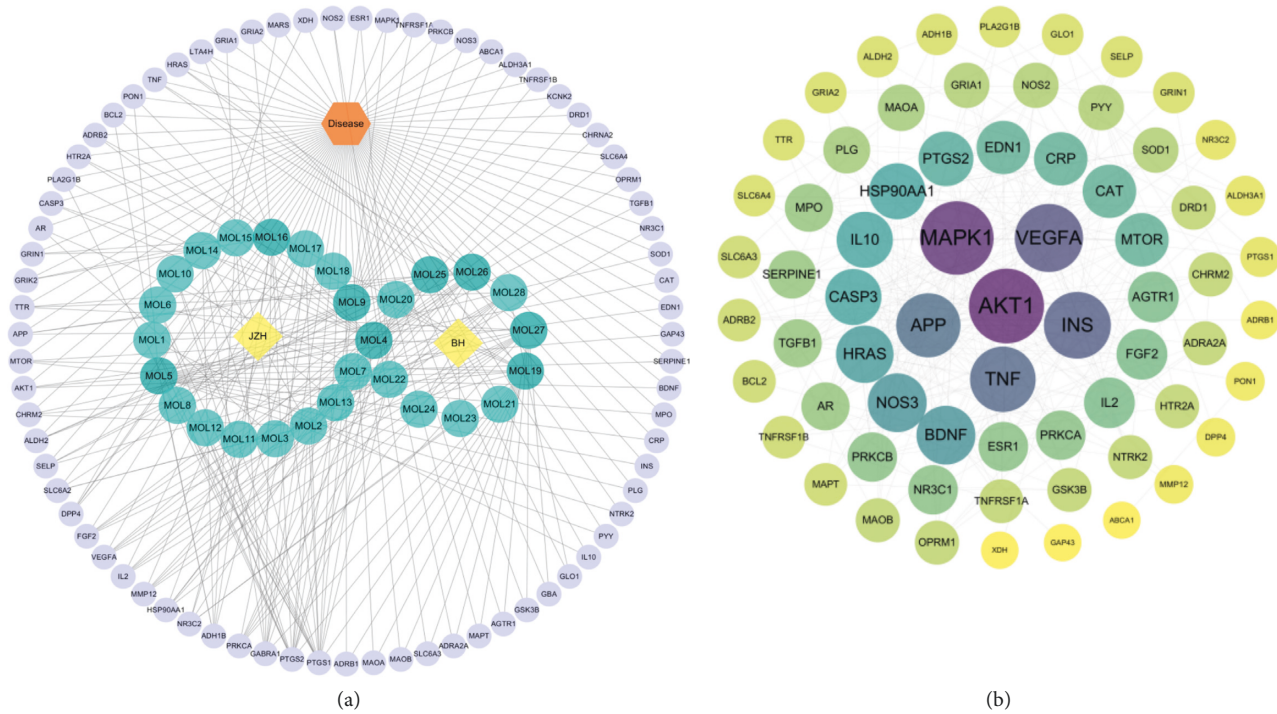 NOS2
ESR1
MAPK1
TNFRSF1A
PRKCB
NOS3
ABCA1
ALDH3A1
TNFRSF1B
KCNK2
DRD1
CHRNA2
SLC6A4
OPRM1
TGFB1
NR3C1
SOD1
CAT
EDN1
GAP43
SERPINE1
BDNF
MPO
CRP
INS
PLG
NTRK2
PYY
IL10
GLO1
GBA
GSK3B
AGTR1
MAPT
ADRA2A
SLC6A3
MAOB
MAOA
ADRB1
PTGS1
PTGS2
GABRA1
PRKCA
ADH1B
NR3C2
HSP90AA1
MMP12
IL2
VEGFA
FGF2
DPP4
SLC6A2
SELP
ALDH2
CHRM2
AKT1
MTOR
APP
TTR
GRIK2
GRIN1
AR
CASP3
PLA2G1B
HTR2A
ADRB2
BCL2
PON1
TNF
HRAS
LTA4H
GRIA1
GRIA2
MARS
XDH
Disease
MOL16
MOL17
MOL18
MOL9
MOL4
MOL7
MOL13
MOL2
MOL3
MOL11
MOL12
MOL8
MOL5
MOL1
MOL6
MOL10
MOL14
MOL15
JZH
MOL20
MOL25
MOL26
MOL28
MOL27
MOL19
MOL21
MOL23
MOL24
MOL22
BH
(a)
PLA2G1B
GLO1
SELP
GRIN1
NR3C2
ALDH3A1
PTGS1
ADRB1
PON1
DPP4
MMP12
ABCA1
GAP43
XDH
OPRM1
MAOB
MAPT
TNFRSF1B
BCL2
ADRB2
SLC6A3
SLC6A4
TTR
GRIA2
ALDH2
ADH1B
GRIA1
NOS2
PYY
SOD1
DRD1
CHRM2
ADRA2A
HTR2A
NTRK2
GSK3B
TNFRSF1A
NR3C1
PRKCB
AR
TGFB1
SERPINE1
MPO
PLG
MAOA
PTGS2
EDN1
CRP
CAT
MTOR
AGTR1
FGF2
IL2
PRKCA
ESR1
BDNF
NOS3
HRAS
CASP3
IL10
HSP90AA1
MAPK1
VEGFA
AKT1
INS
TNF
APP
(b)